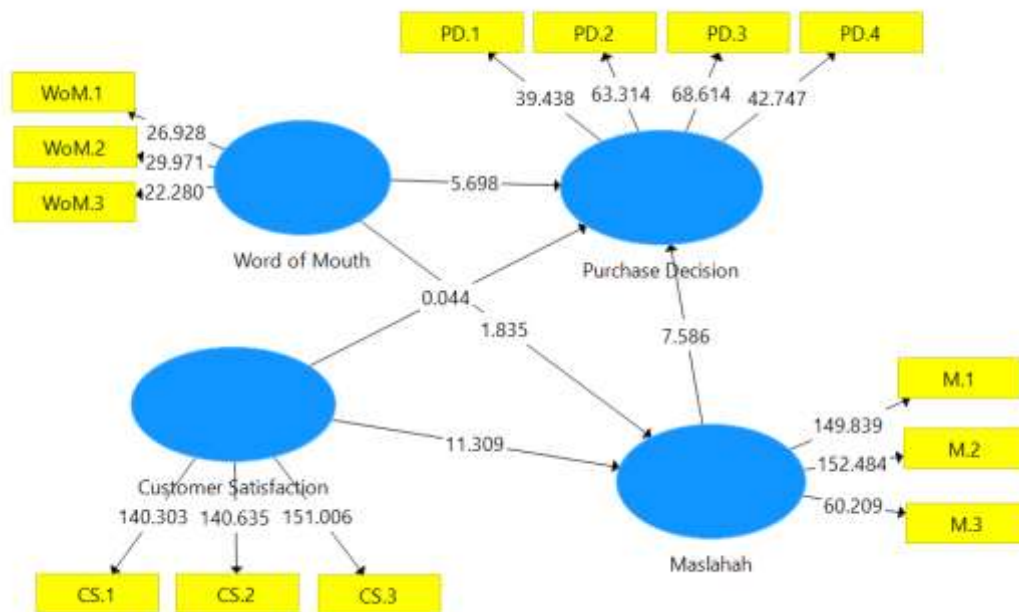 PD.1 PD.2 PD.3 PD.4
39.438 63.314 68.614 42.747
WoM.1
26.928
WoM.2
29.971
WoM.3
22.280
5.698
Word of Mouth
Purchase Decision
0.044
1.835
7.586
11.309
Customer Satisfaction
140.303 140.635 151.006
CS.1 CS.2 CS.3
M.1
149.839
M.2
152.484
M.3
60.209
Maslahah